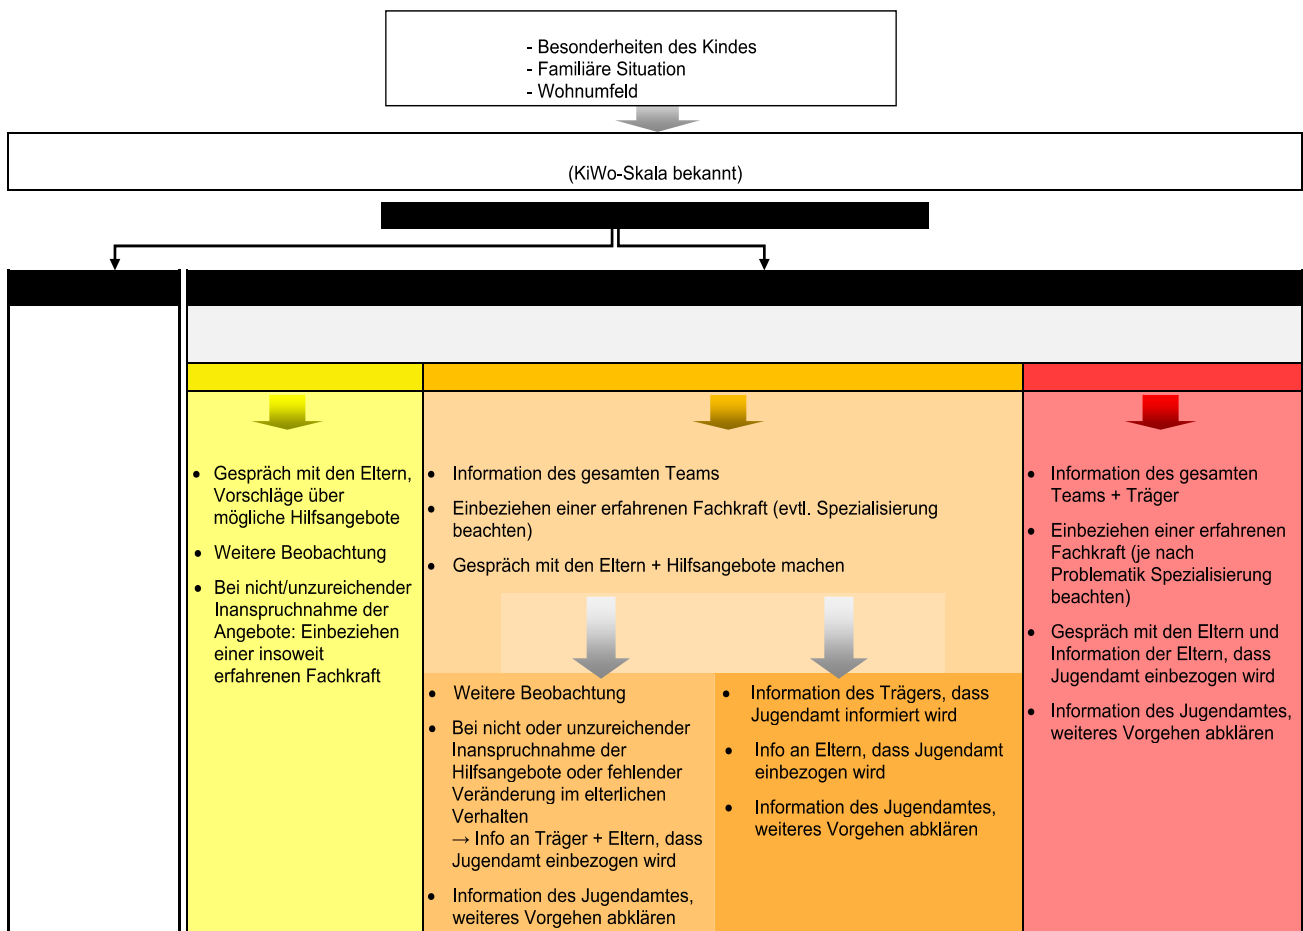 - Besonderheiten des Kindes
- Familiäre Situation
- Wohnumfeld
(KiWo-Skala bekannt)
• Gespräch mit den Eltern,
Vorschläge über
mögliche Hilfsangebote
• Weitere Beobachtung
• Bei nicht/unzureichender
Inanspruchnahme der
Angebote: Einbeziehen
einer insoweit
erfahrenen Fachkraft
• Information des gesamten Teams
• Einbeziehen einer erfahrenen Fachkraft (evtl. Spezialisierung
beachten)
• Gespräch mit den Eltern + Hilfsangebote machen
• Weitere Beobachtung
• Bei nicht oder unzureichender
Inanspruchnahme der
Hilfsangebote oder fehlender
Veränderung im elterlichen
Verhalten
→ Info an Träger + Eltern, dass
Jugendamt einbezogen wird
• Information des Jugendamtes,
weiteres Vorgehen abklären
• Information des Trägers, dass
Jugendamt informiert wird
• Info an Eltern, dass Jugendamt
einbezogen wird
• Information des Jugendamtes,
weiteres Vorgehen abklären
• Information des gesamten
Teams + Träger
• Einbeziehen einer erfahrenen
Fachkraft (je nach
Problematik Spezialisierung
beachten)
• Gespräch mit den Eltern und
Information der Eltern, dass
Jugendamt einbezogen wird
• Information des Jugendamtes,
weiteres Vorgehen abklären